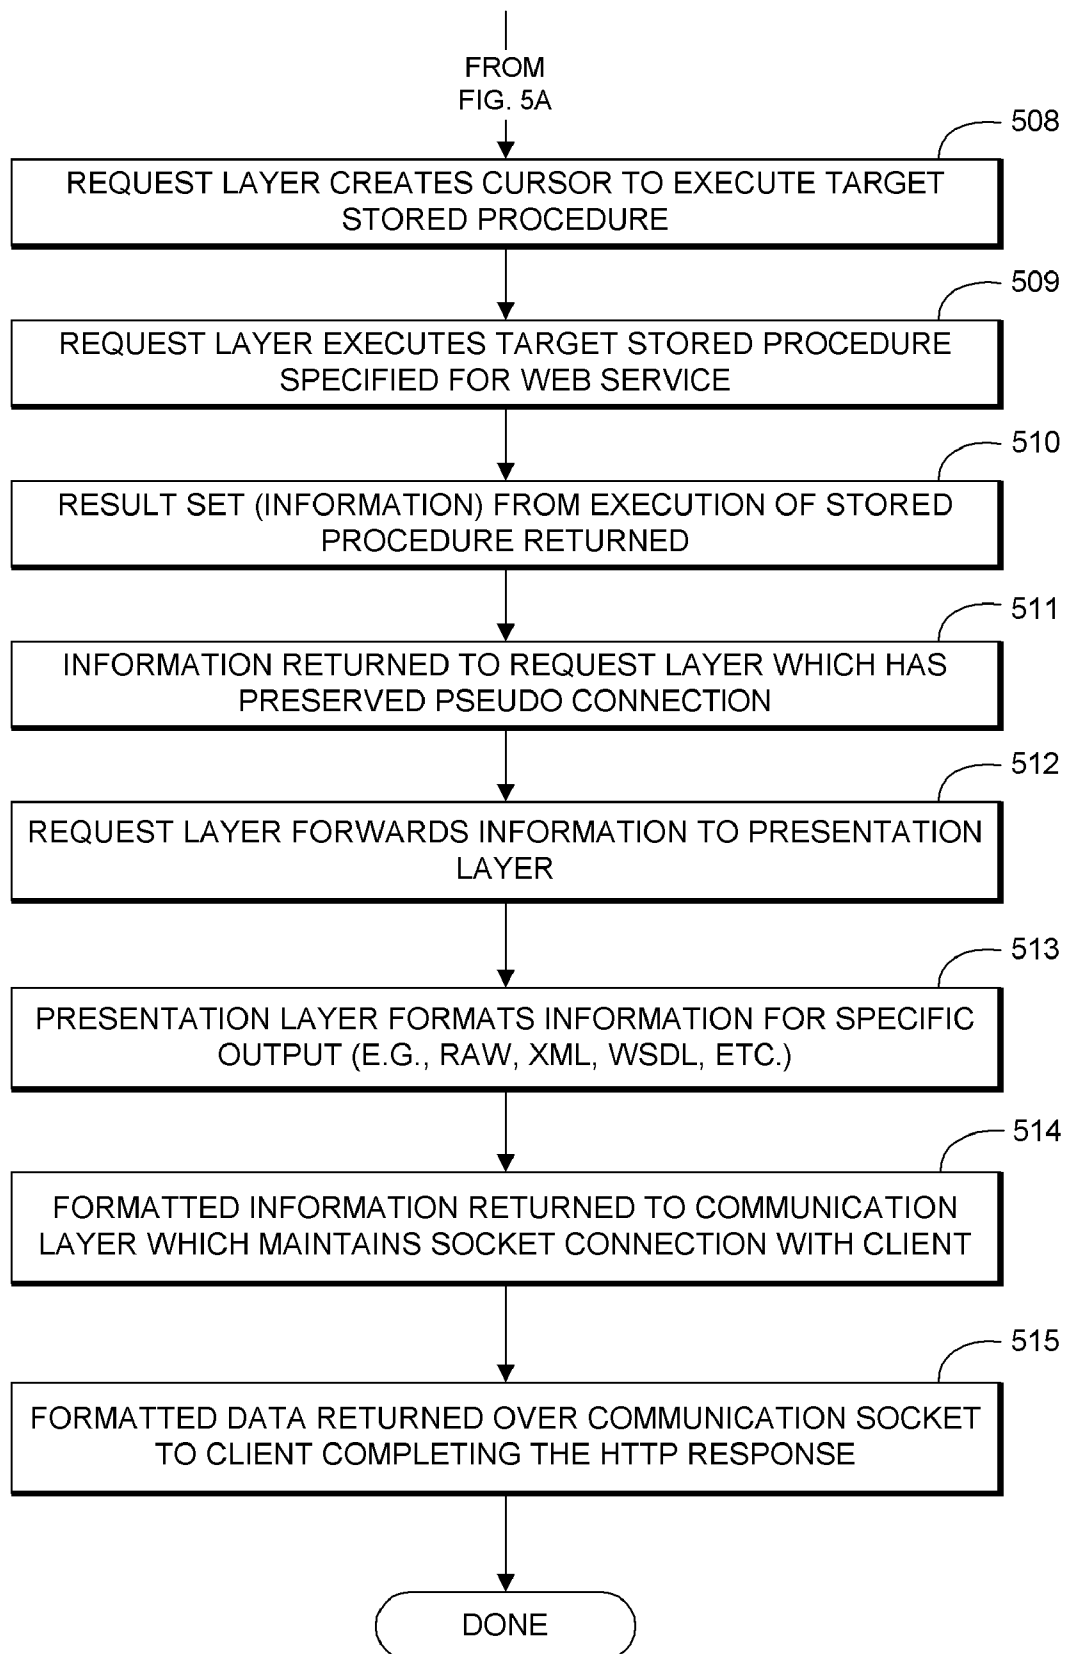 FROM
FIG. 5A
508
REQUEST LAYER CREATES CURSOR TO EXECUTE TARGET
STORED PROCEDURE
509
REQUEST LAYER EXECUTES TARGET STORED PROCEDURE
SPECIFIED FOR WEB SERVICE
510
RESULT SET (INFORMATION) FROM EXECUTION OF STORED
PROCEDURE RETURNED
511
INFORMATION RETURNED TO REQUEST LAYER WHICH HAS
PRESERVED PSEUDO CONNECTION
512
REQUEST LAYER FORWARDS INFORMATION TO PRESENTATION
LAYER
513
PRESENTATION LAYER FORMATS INFORMATION FOR SPECIFIC
OUTPUT (E.G., RAW, XML, WSDL, ETC.)
514
FORMATTED INFORMATION RETURNED TO COMMUNICATION
LAYER WHICH MAINTAINS SOCKET CONNECTION WITH CLIENT
515
FORMATTED DATA RETURNED OVER COMMUNICATION SOCKET
TO CLIENT COMPLETING THE HTTP RESPONSE
DONE